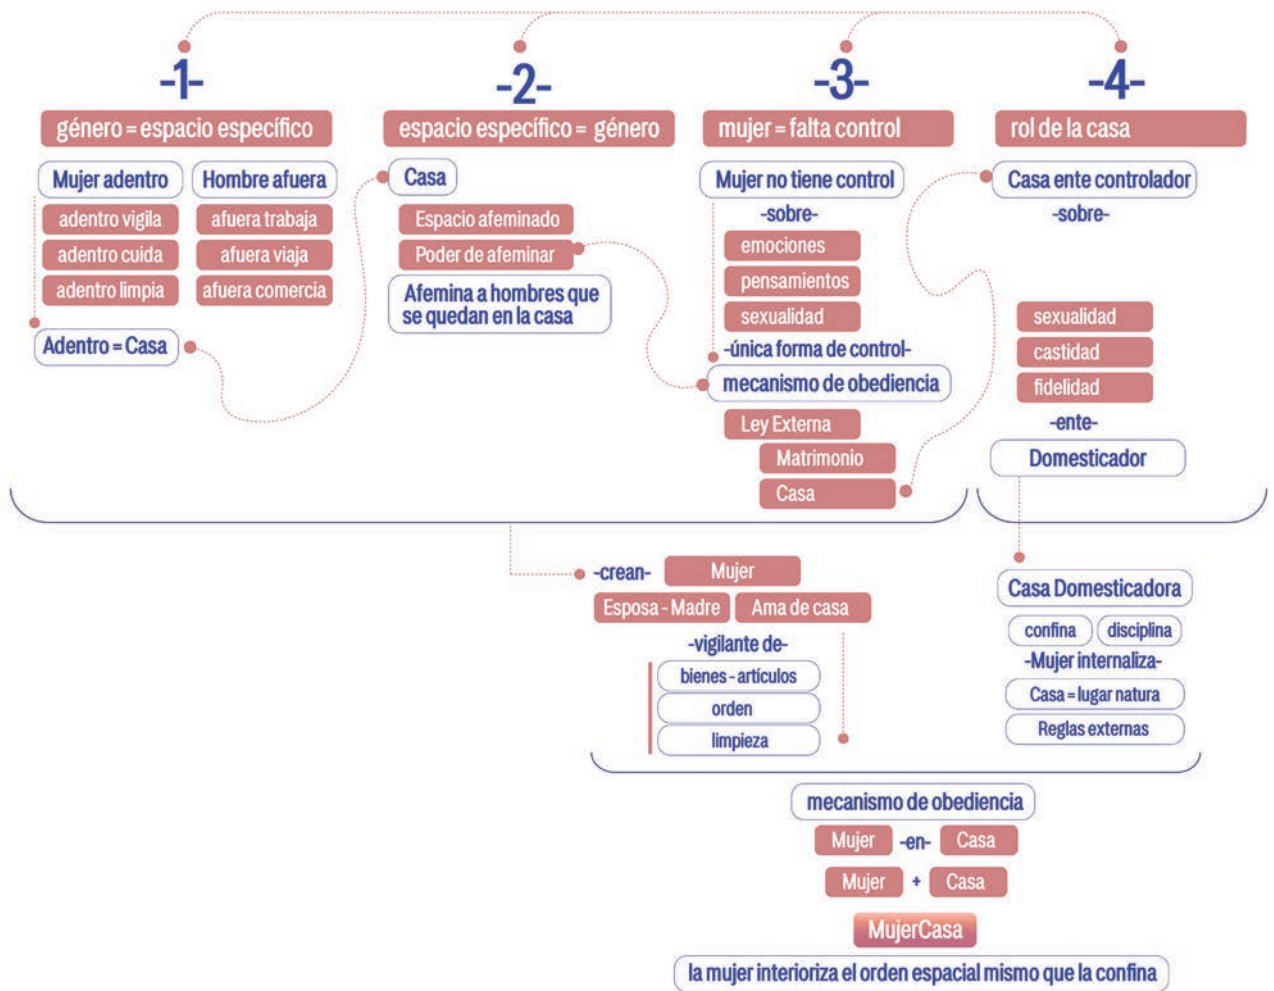 -1-
género = espacio específico
Mujer adentro
Hombre afuera
adentro vigila
afuera trabaja
adentro cuida
afuera viaja
adentro limpia
afuera comercia
Adentro = Casa
-2-
espacio específico = género
Casa
Espacio afeminado
Poder de afeminar
Afemina a hombres que
se quedan en la casa
-3-
mujer = falta control
Mujer no tiene control
-sobre-
emociones
pensamientos
sexualidad
-única forma de control-
mecanismo de obediencia
Ley Externa
Matrimonio
Casa
-4-
rol de la casa
Casa ente controlador
-sobre-
sexualidad
castidad
fidelidad
-ente-
Domesticador
-crean-
Mujer
Esposa - Madre
Ama de casa
-vigilante de-
bienes - artículos
orden
limpieza
Casa Domesticadora
confina
disciplina
-Mujer internaliza-
Casa = lugar natura
Reglas externas
mecanismo de obediencia
Mujer -en- Casa
Mujer + Casa
MujerCasa
la mujer interioriza el orden espacial mismo que la confina